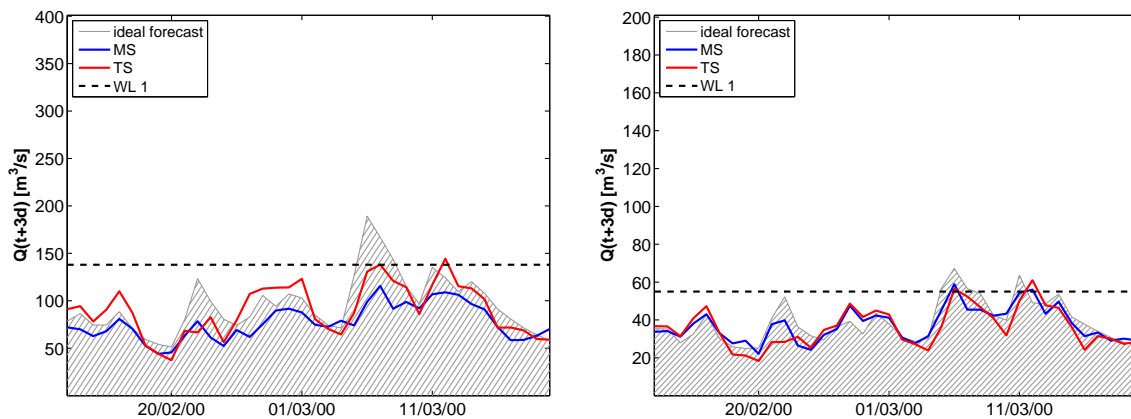 400
350
300
250
200
150
100
50
Q(t+3d) [m³/s]
ideal forecast
MS
TS
WL 1
20/02/00 01/03/00 11/03/00
200
180
160
140
120
100
80
60
40
20
Q(t+3d) [m³/s]
ideal forecast
MS
TS
WL 1
20/02/00 01/03/00 11/03/00